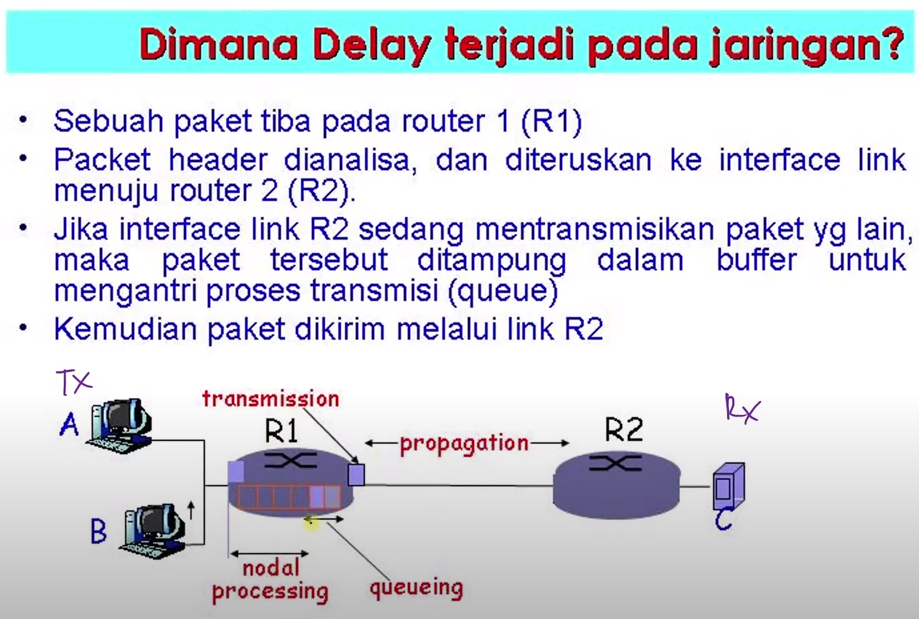 Dimana Delay terjadi pada jaringan?
• Sebuah paket tiba pada router 1 (R1)
• Packet header dianalisa, dan diteruskan ke interface link
menuju router 2 (R2).
• Jika interface link R2 sedang mentransmisikan paket yg lain,
maka paket tersebut ditampung dalam buffer untuk
mengantri proses transmisi (queue)
• Kemudian paket dikirim melalui link R2
Tx
transmission
Rx
A
R1
propagation
R2
B
C
nodal
processing
queueing